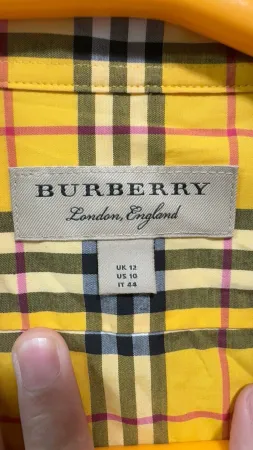 BURBERRY
London, England
UK 12
US 10
IT 44